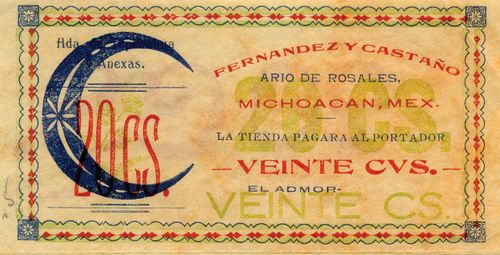 Hda.
Anexas.
20 CS.
FERNANDEZ Y CASTAÑO
ARIO DE ROSALES.
MICHOACAN, MEX-
20 CS.
LA TIENDA PAGARA AL PORTADOR
— VEINTE CVS. —
EL ADMOR-
VEINTE CS.